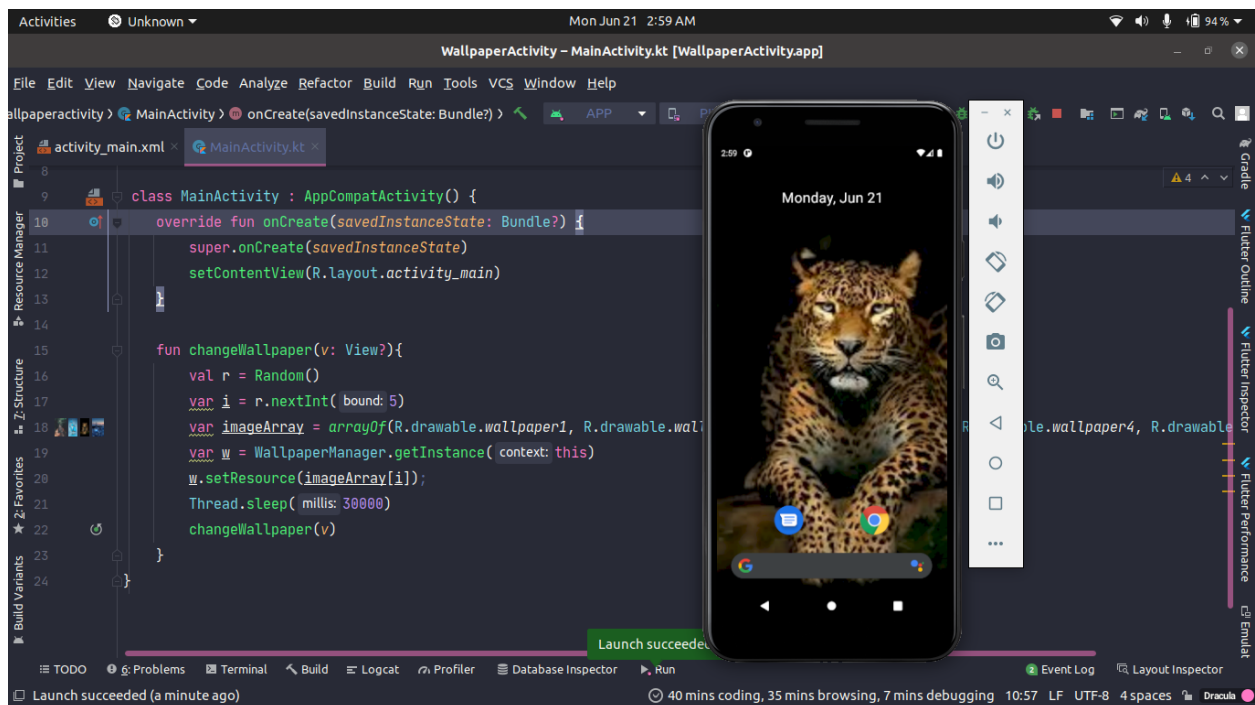 Activities Unknown Mon Jun 21 2:59 AM 94 %
WallpaperActivity – MainActivity.kt [WallpaperActivity.app]
File Edit View Navigate Code Analyze Refactor Build Run Tools VCS Window Help
allpaperactivity MainActivity onCreate(savedInstanceState: Bundle?) APP
activity_main.xml MainActivity.kt
8
9 class MainActivity : AppCompatActivity() {
10 override fun onCreate(savedInstanceState: Bundle?) {
11 super.onCreate(savedInstanceState)
12 setContentView(R.layout.activity_main)
13 }
14
15 fun changeWallpaper(v: View?){
16 val r = Random()
17 var i = r.nextInt( bound: 5)
18 var imageArray = arrayOf(R.drawable.wallpaper1, R.drawable.wal ble.wallpaper4, R.drawable
19 var w = WallpaperManager.getInstance( context: this)
20 w.setResource(imageArray[i]);
21 Thread.sleep( millis: 30000)
22 changeWallpaper(v)
23 }
24 }
4
2:59
Monday, Jun 21
Launch succeeded
Project
Resource Manager
7: Structure
2: Favorites
Build Variants
Gradle
Flutter Outline
Flutter Inspector
Flutter Performance
Emulat
TODO 6: Problems Terminal Build Logcat Profiler Database Inspector Run 2 Event Log Layout Inspector
Launch succeeded (a minute ago) 40 mins coding, 35 mins browsing, 7 mins debugging 10:57 LF UTF-8 4 spaces Dracula